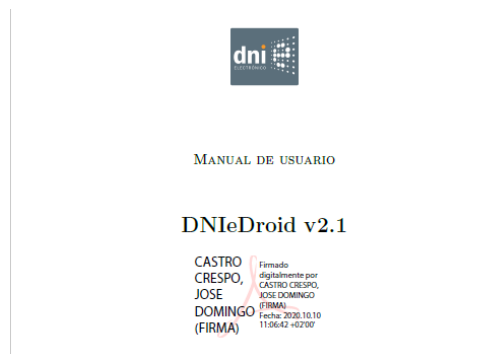 dni e
ELECTRÓNICO
MANUAL DE USUARIO
DNIeDroid v2.1
CASTRO
CRESPO,
JOSE
DOMINGO
(FIRMA)
Firmado
digitalmente por
CASTRO CRESPO,
JOSE DOMINGO
(FIRMA)
Fecha: 2020.10.10
11:06:42 +02'00'